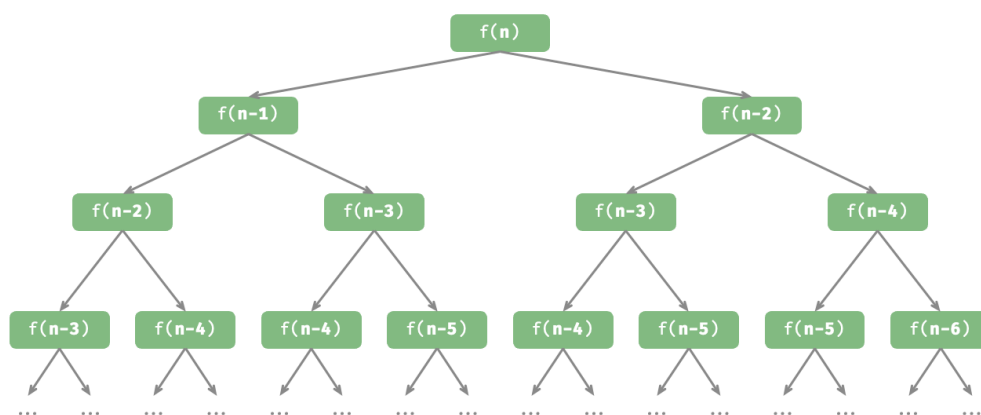 f(n)
f(n-1) f(n-2)
f(n-2) f(n-3) f(n-3) f(n-4)
f(n-3) f(n-4) f(n-4) f(n-5) f(n-4) f(n-5) f(n-5) f(n-6)
... ... ... ... ... ... ... ... ... ... ... ... ... ... ... ...